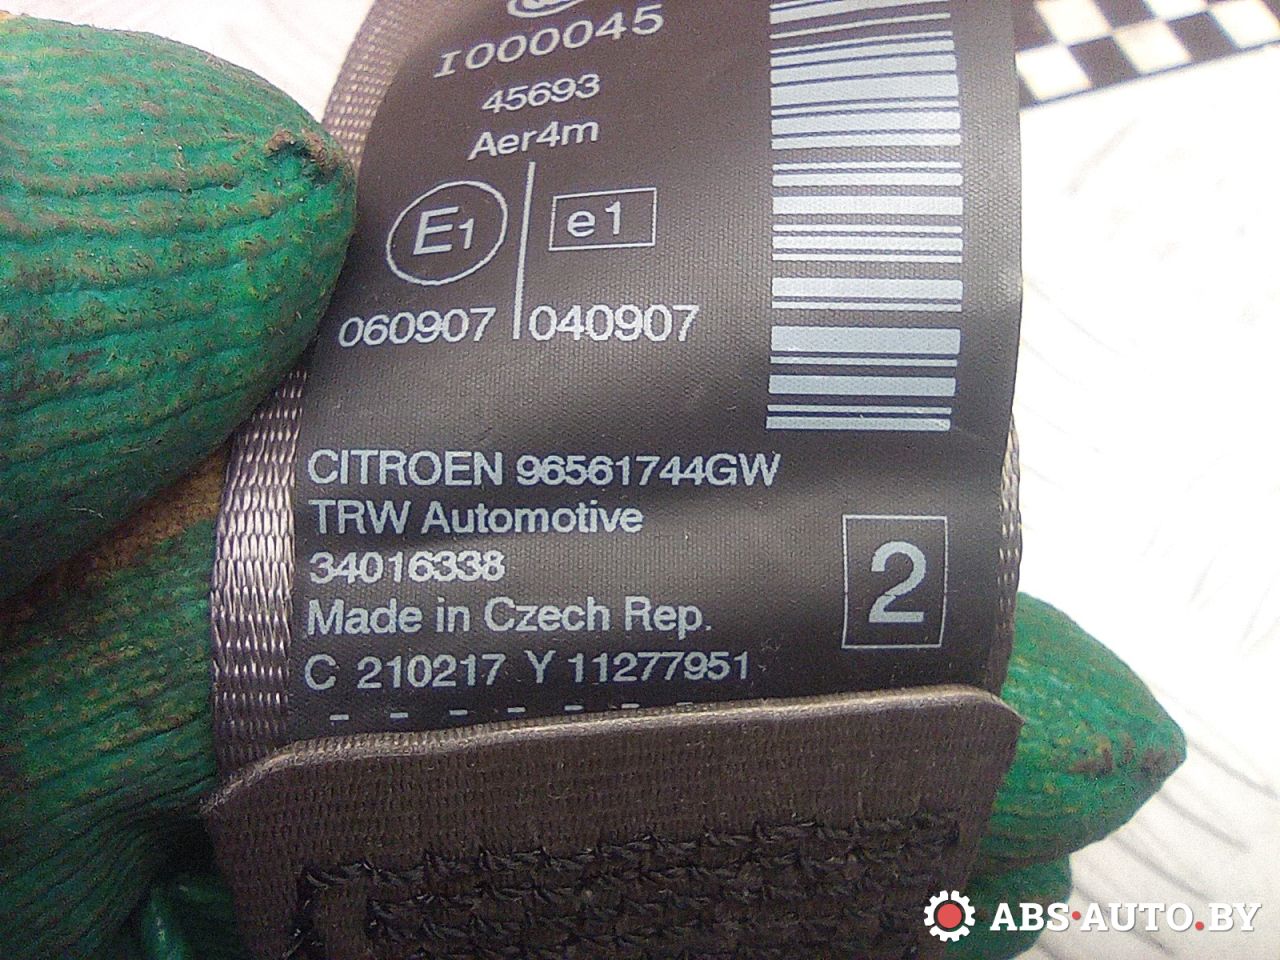 I000045
45693
Aer4m
E1 e1
060907 040907
CITROEN 96561744GW
TRW Automotive
34016338
2
Made in Czech Rep.
C 210217 Y 11277951
- - - - - - -
ABS·AUTO.BY